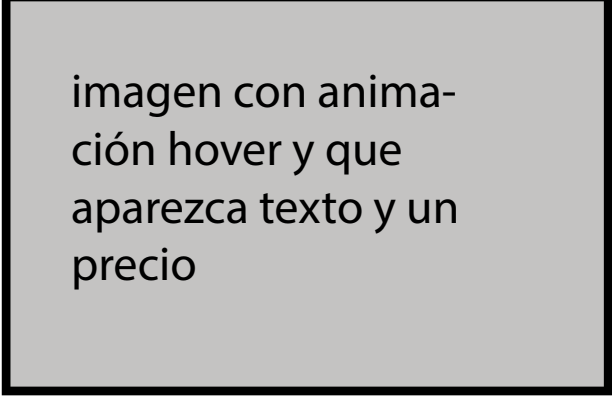 imagen con anima-
ción hover y que
aparezca texto y un
precio